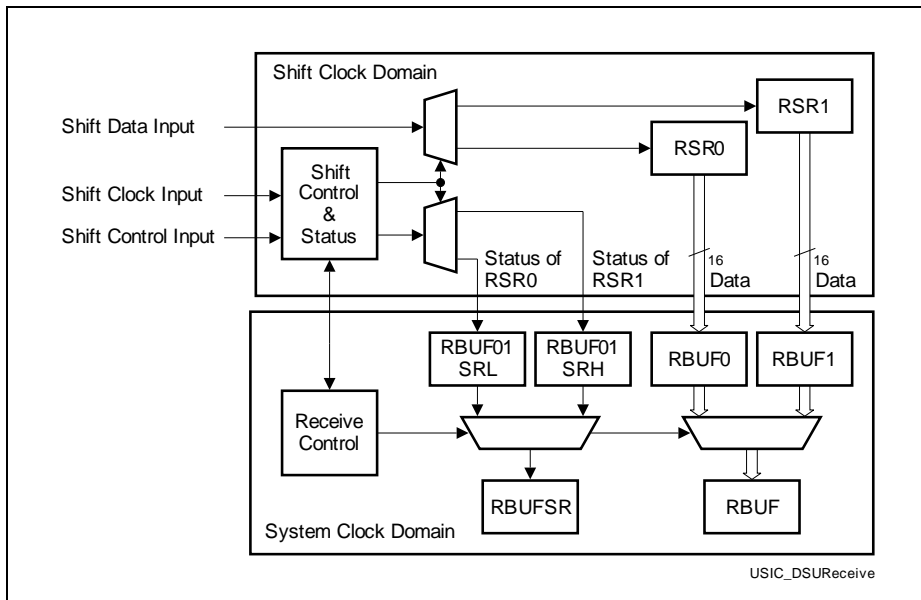 Shift Clock Domain
RSR1
Shift Data Input
RSR0
Shift
Control
&
Status
Shift Clock Input
Shift Control Input
Status of
RSR0
Status of
RSR1
16
Data
16
Data
RBUF01
SRL
RBUF01
SRH
RBUF0
RBUF1
Receive
Control
RBUFSR
RBUF
System Clock Domain
USIC_DSUReceive